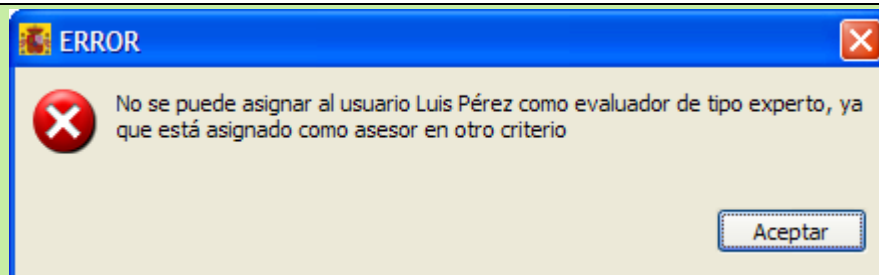 ERROR
No se puede asignar al usuario Luis Pérez como evaluador de tipo experto, ya
que está asignado como asesor en otro criterio
Aceptar